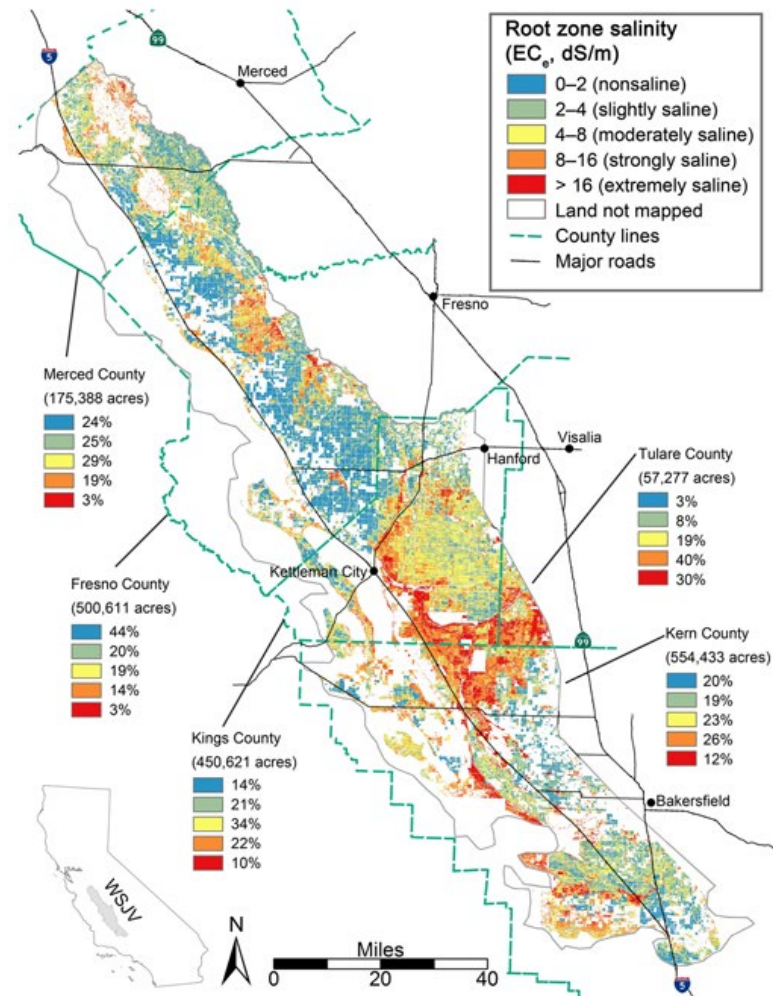 Root zone salinity
(ECe, dS/m)
0–2 (nonsaline)
2–4 (slightly saline)
4–8 (moderately saline)
8–16 (strongly saline)
> 16 (extremely saline)
Land not mapped
County lines
Major roads
99
5
Merced
Fresno
Merced County
(175,388 acres)
24%
25%
29%
19%
3%
Hanford
Visalia
Tulare County
(57,277 acres)
3%
8%
19%
40%
30%
Kettleman City
Fresno County
(500,611 acres)
44%
20%
19%
14%
3%
99
Kern County
(554,433 acres)
20%
19%
23%
26%
12%
Kings County
(450,621 acres)
14%
21%
34%
22%
10%
Bakersfield
WSJV
N
Miles
0 20 40
5